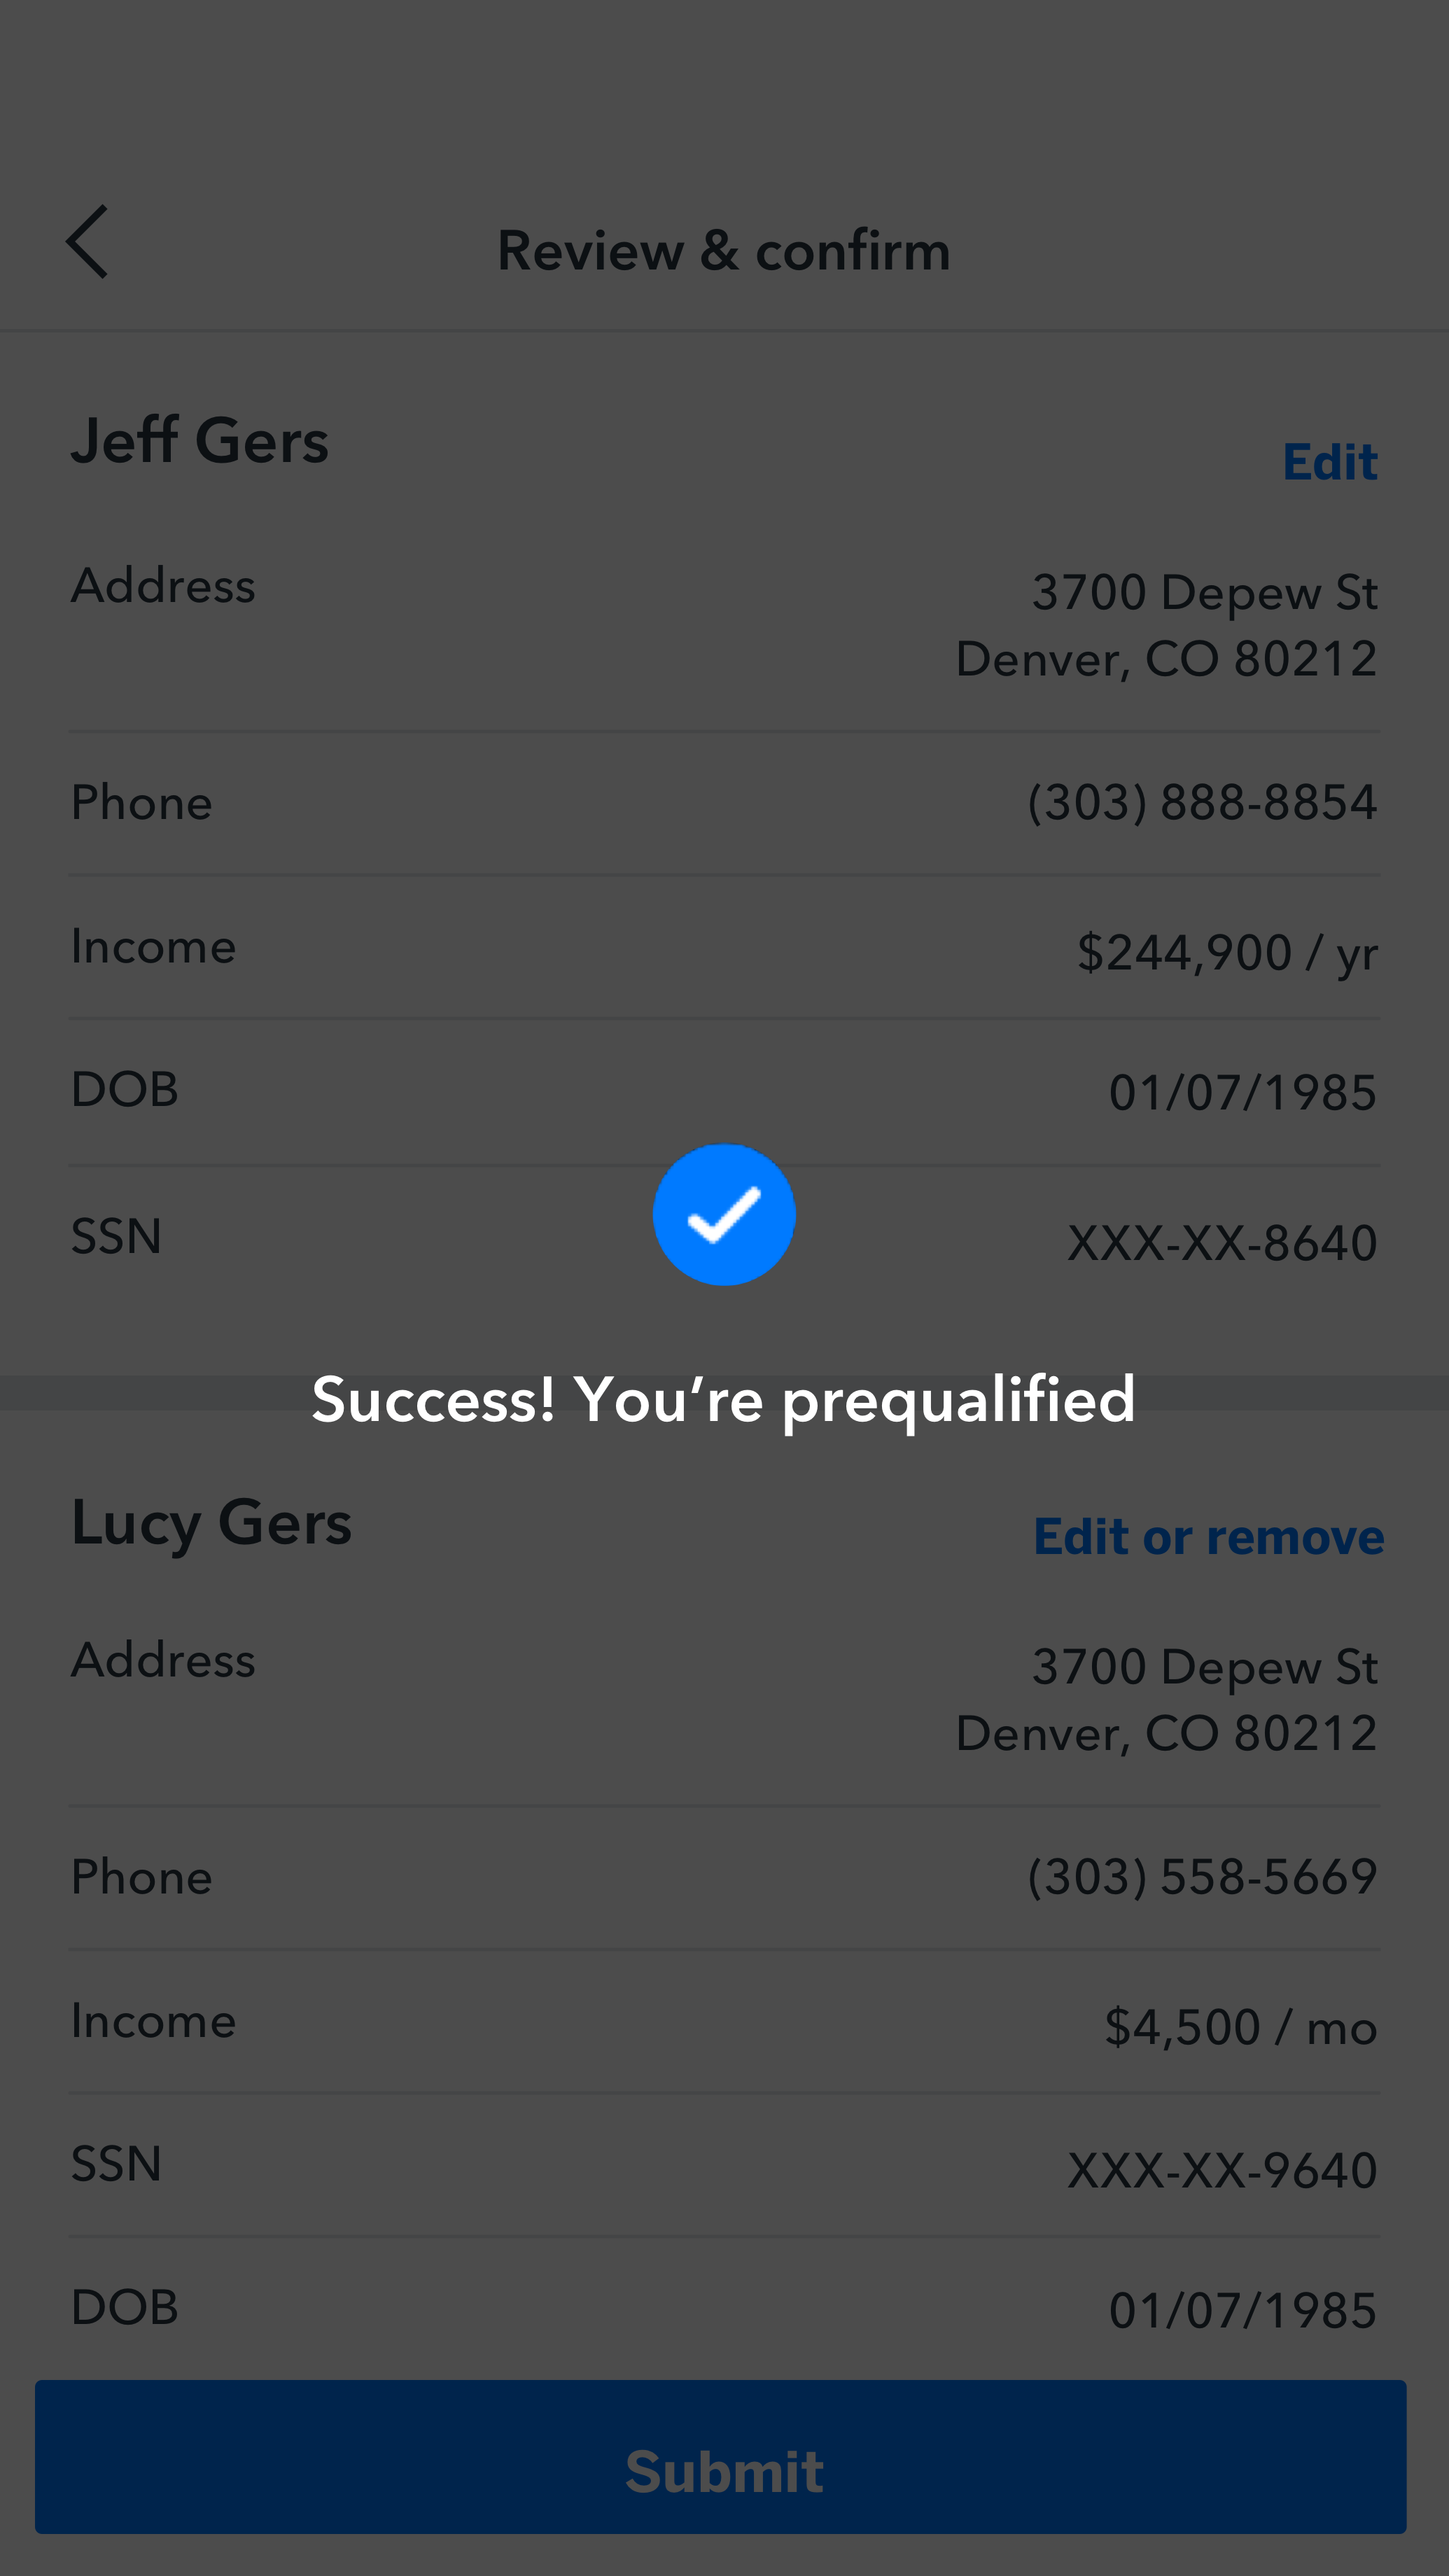 Review & confirm
Jeff Gers
Edit
Address
3700 Depew St
Denver, CO 80212
Phone
(303) 888-8854
Income
$244,900 / yr
DOB
01/07/1985
SSN
XXX-XX-8640
Success! You’re prequalified
Lucy Gers
Edit or remove
Address
3700 Depew St
Denver, CO 80212
Phone
(303) 558-5669
Income
$4,500 / mo
SSN
XXX-XX-9640
DOB
01/07/1985
Submit